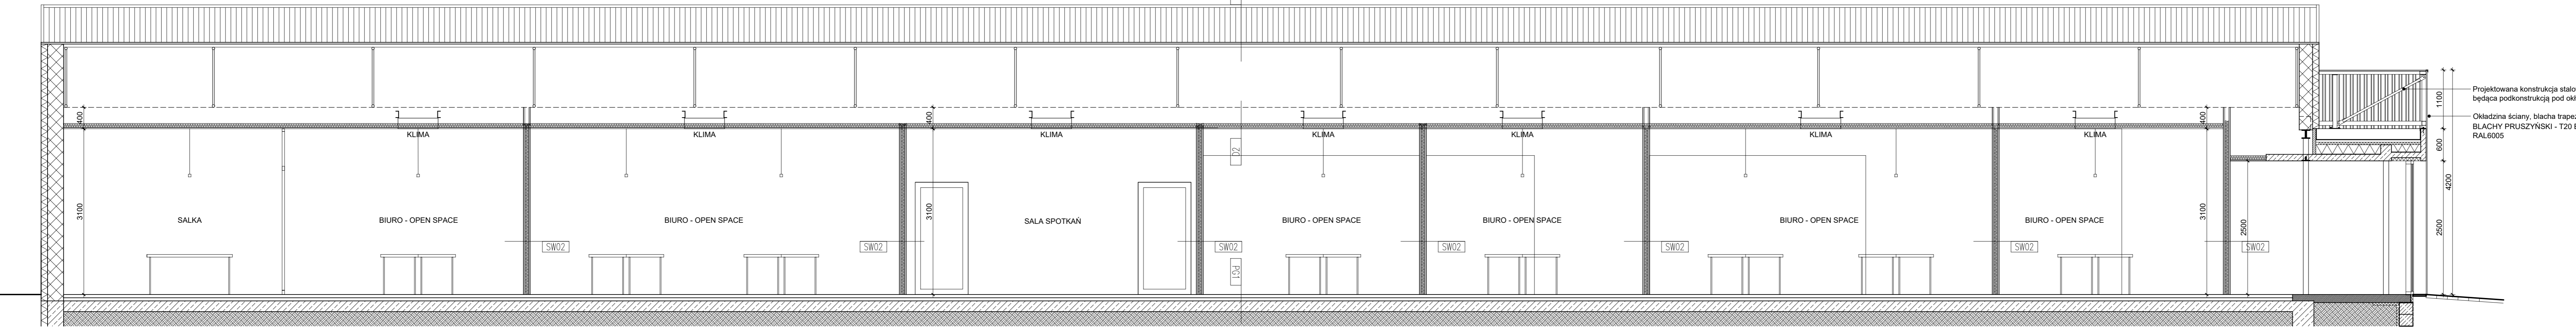 Projektowana konstrukcja
będąca podkonstrukcją pod
Okładzina ściany, blacha
BLACHY PRUSZYŃSKI - T20
RAL6005
1100
600
4200
2500
400
400
400
KLIMA
KLIMA
KLIMA
KLIMA
KLIMA
KLIMA
KLIMA
D2
3100
3100
3100
2500
SALKA
BIURO - OPEN SPACE
BIURO - OPEN SPACE
SALA SPOTKAŃ
BIURO - OPEN SPACE
BIURO - OPEN SPACE
BIURO - OPEN SPACE
BIURO - OPEN SPACE
SW02
SW02
SW02
SW02
SW02
SW02
SW02
PG1